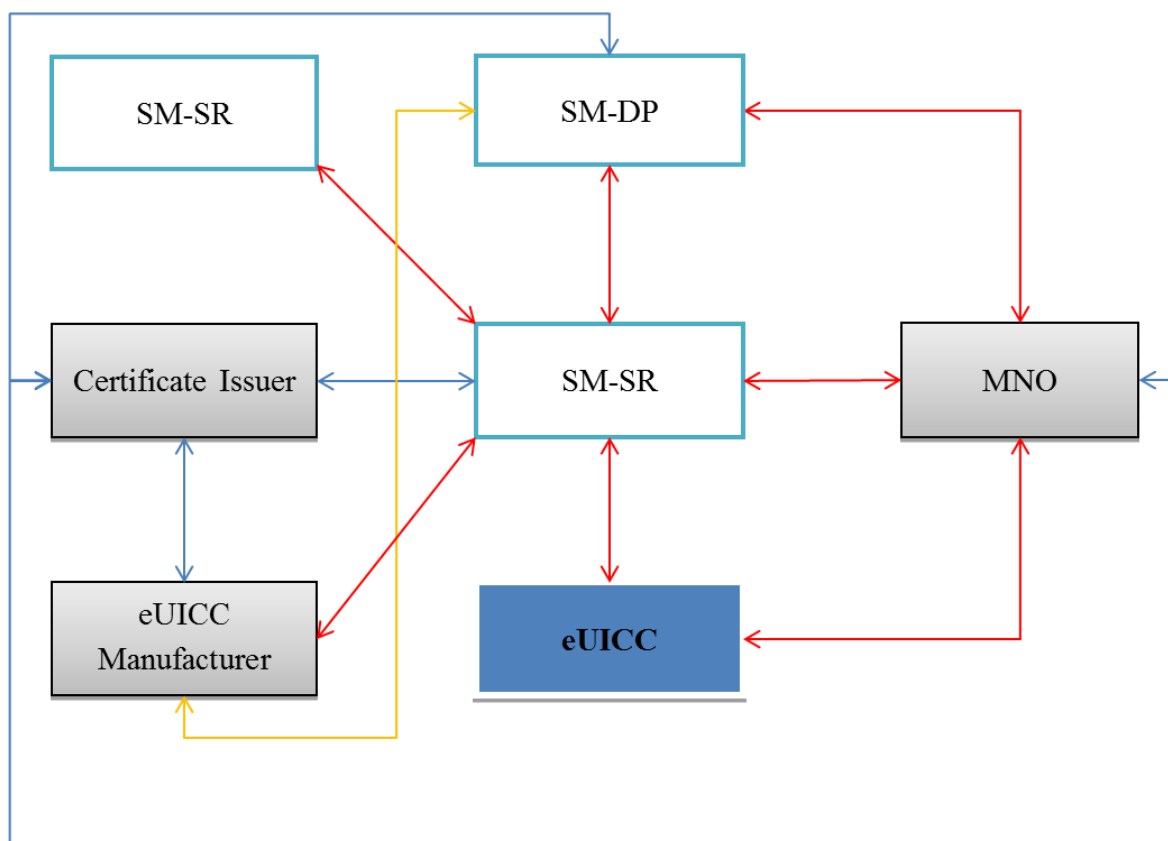 SM-SR
SM-DP
Certificate Issuer
SM-SR
MNO
eUICC
Manufacturer
eUICC